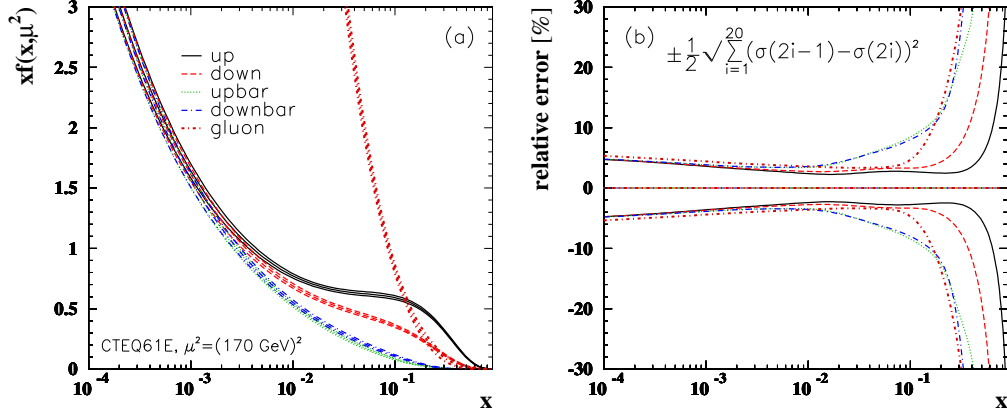 xf(x,μ²)
3
2.5
2
1.5
1
0.5
0
(a)
up
down
upbar
downbar
gluon
CTEQ61E, μ²=(170 GeV)²
10⁻⁴ 10⁻³ 10⁻² 10⁻¹
x
relative error [%]
30
20
10
0
-10
-20
-30
(b) ±½√∑(σ(2i−1)−σ(2i))²
20
i=1
10⁻⁴ 10⁻³ 10⁻² 10⁻¹
x